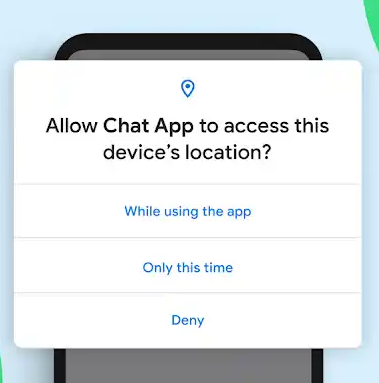 Allow Chat App to access this
device’s location?
While using the app
Only this time
Deny